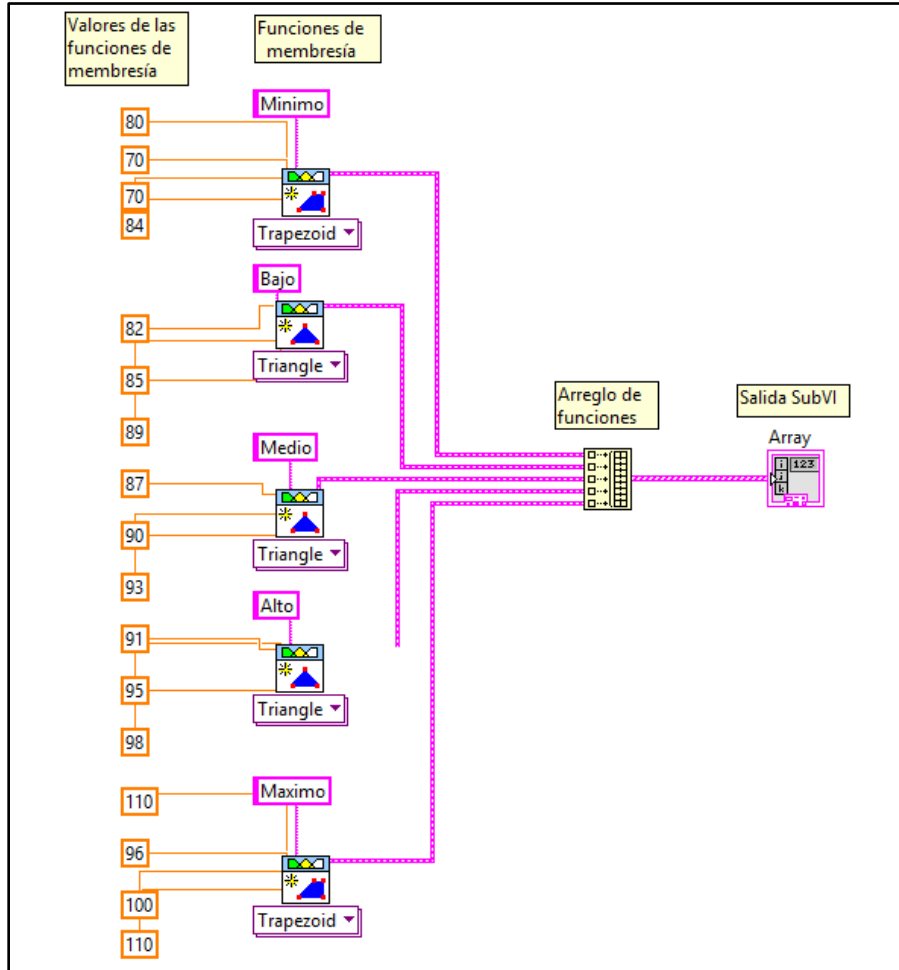 Valores de las
funciones de
membresía
Funciones de
membresía
Minimo
80
70
70
84
Trapezoid
Bajo
82
85
89
Triangle
Medio
87
90
93
Triangle
Alto
91
95
98
Triangle
Maximo
110
96
100
110
Trapezoid
Arreglo de
funciones
Salida SubVI
Array
i
j
k
123